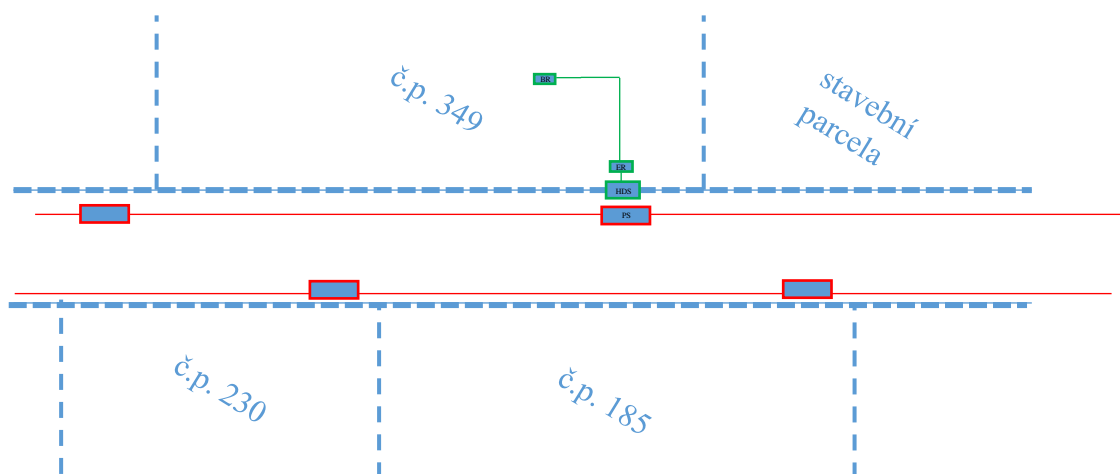 BR
č.p. 349
stavební
parcela
ER
HDS
PS
č.p. 230
č.p. 185